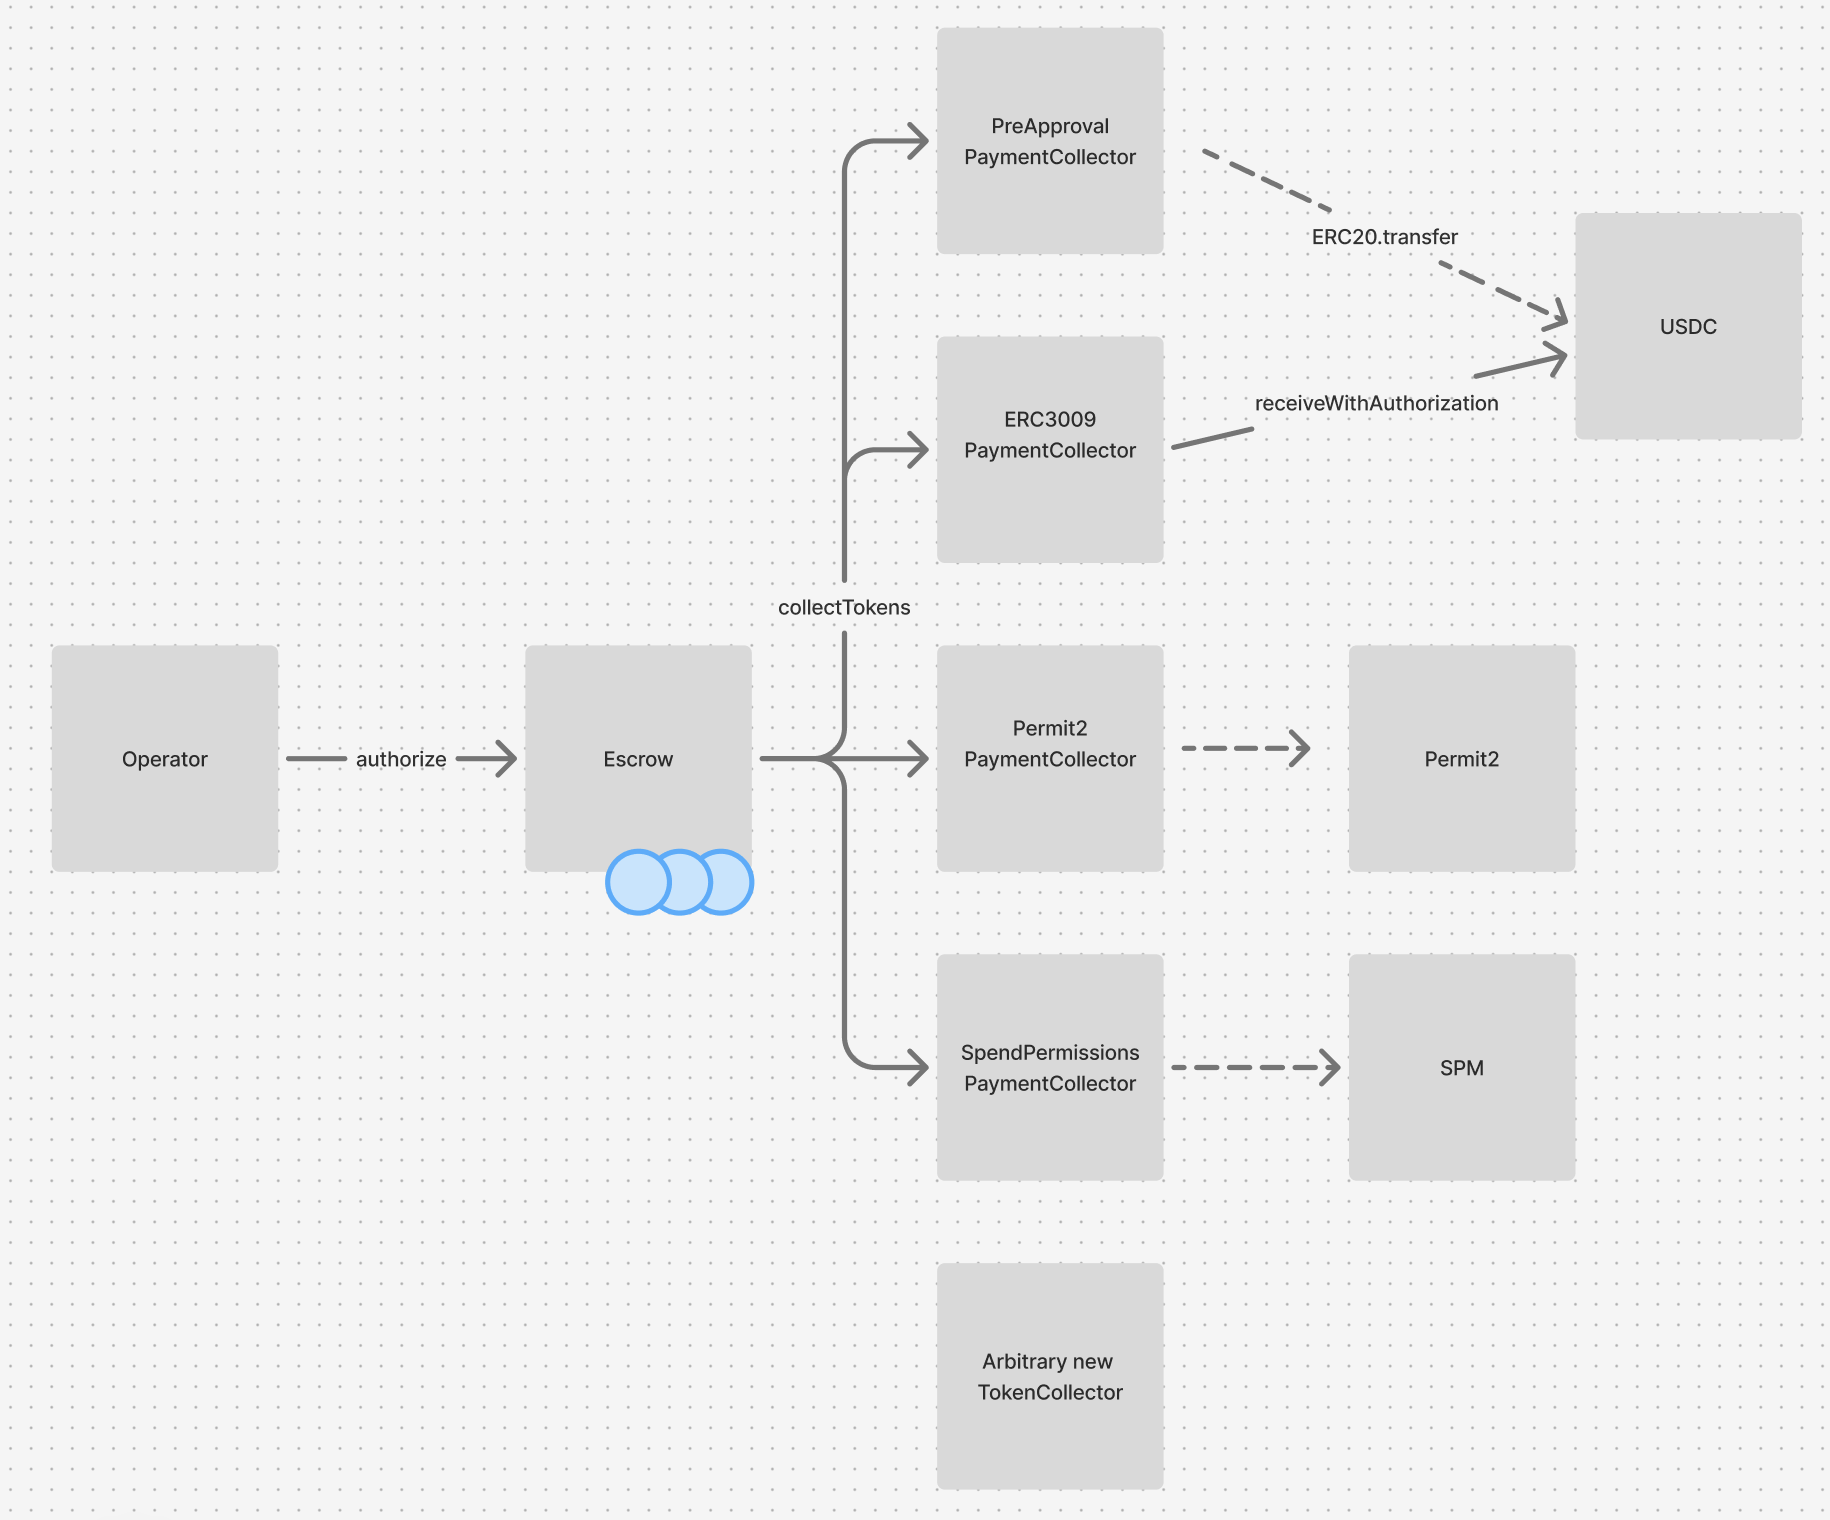 PreApproval
PaymentCollector
ERC20.transfer
USDC
ERC3009
PaymentCollector
receiveWithAuthorization
collectTokens
Operator
authorize
Escrow
Permit2
PaymentCollector
Permit2
SpendPermissions
PaymentCollector
SPM
Arbitrary new
TokenCollector